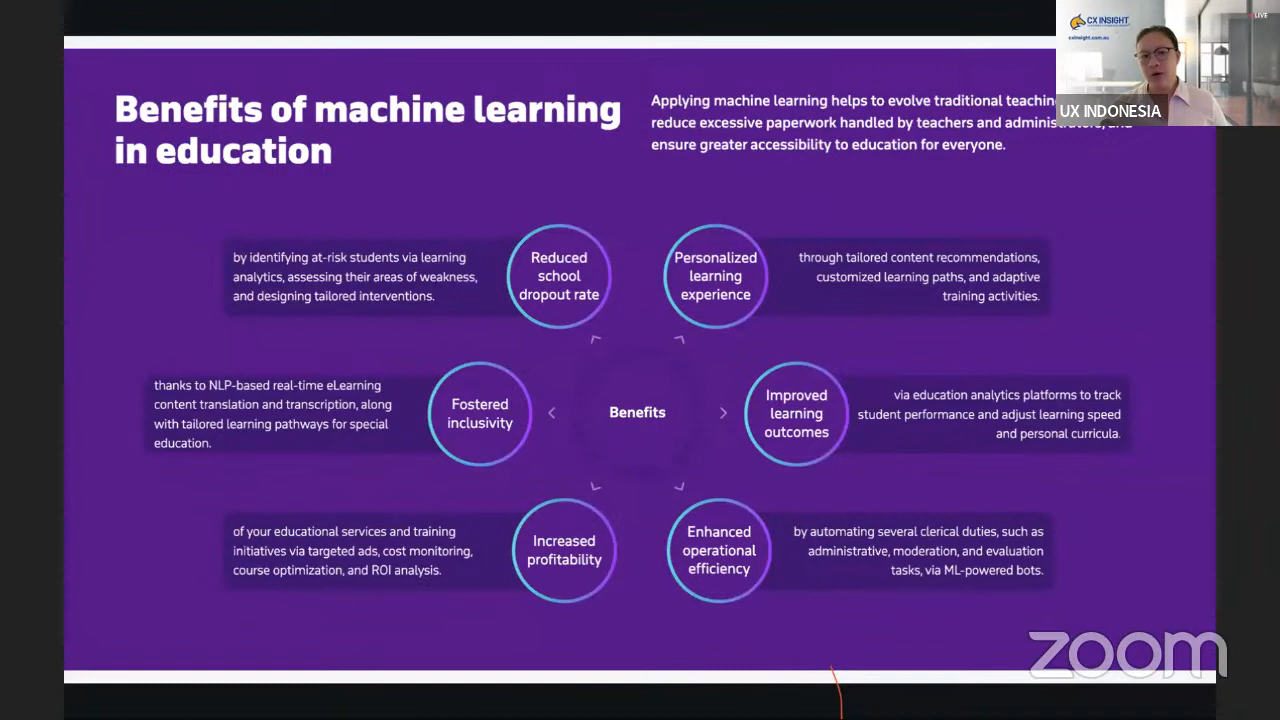 Benefits of machine learning
in education
Applying machine learning helps to evolve traditional teaching
reduce excessive paperwork handled by teachers and administrators, and
ensure greater accessibility to education for everyone.
CX INSIGHT
cxinsight.com.au
LIVE
UX INDONESIA
by identifying at-risk students via learning
analytics, assessing their areas of weakness,
and designing tailored interventions.
Reduced
school
dropout rate
Personalized
learning
experience
through tailored content recommendations,
customized learning paths, and adaptive
training activities.
thanks to NLP-based real-time eLearning
content translation and transcription, along
with tailored learning pathways for special
education.
Fostered
inclusivity
Benefits
Improved
learning
outcomes
via education analytics platforms to track
student performance and adjust learning speed
and personal curricula.
of your educational services and training
initiatives via targeted ads, cost monitoring,
course optimization, and ROI analysis.
Increased
profitability
Enhanced
operational
efficiency
by automating several clerical duties, such as
administrative, moderation, and evaluation
tasks, via ML-powered bots.
zoom